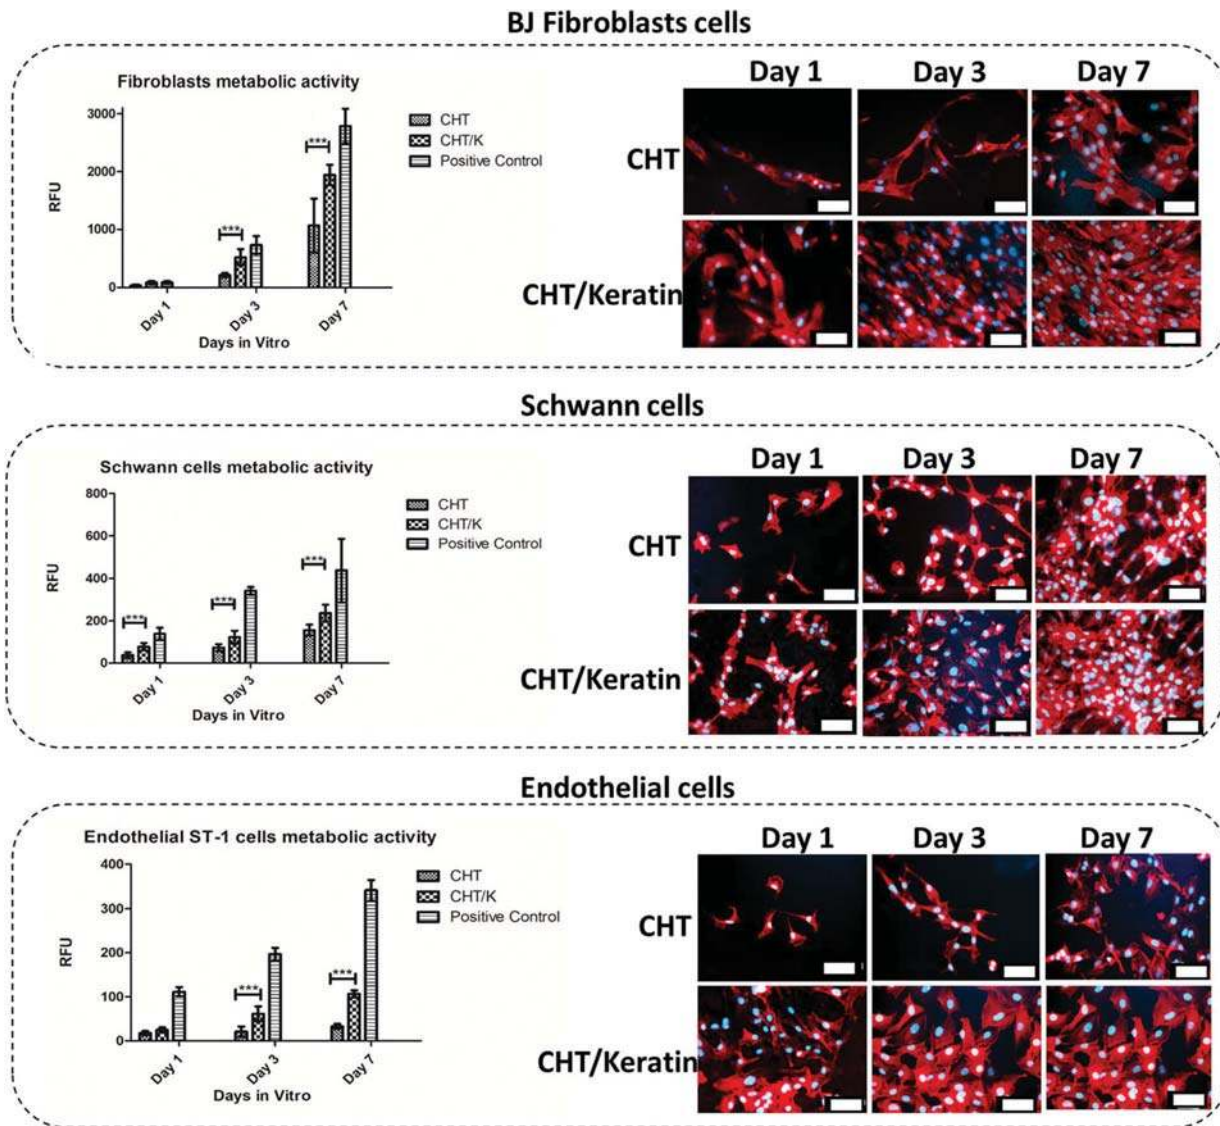 BJ Fibroblasts cells
Fibroblasts metabolic activity
3000
2000
1000
0
RFU
***
***
CHT
CHT/K
Positive Control
Day 1
Day 3
Day 7
Days in Vitro
Day 1
Day 3
Day 7
CHT
CHT/Keratin
Schwann cells
Schwann cells metabolic activity
800
600
400
200
0
RFU
***
***
***
CHT
CHT/K
Positive Control
Day 1
Day 3
Day 7
Days in Vitro
Day 1
Day 3
Day 7
CHT
CHT/Keratin
Endothelial cells
Endothelial ST-1 cells metabolic activity
400
300
200
100
0
RFU
***
***
CHT
CHT/K
Positive Control
Day 1
Day 3
Day 7
Days in Vitro
Day 1
Day 3
Day 7
CHT
CHT/Keratin